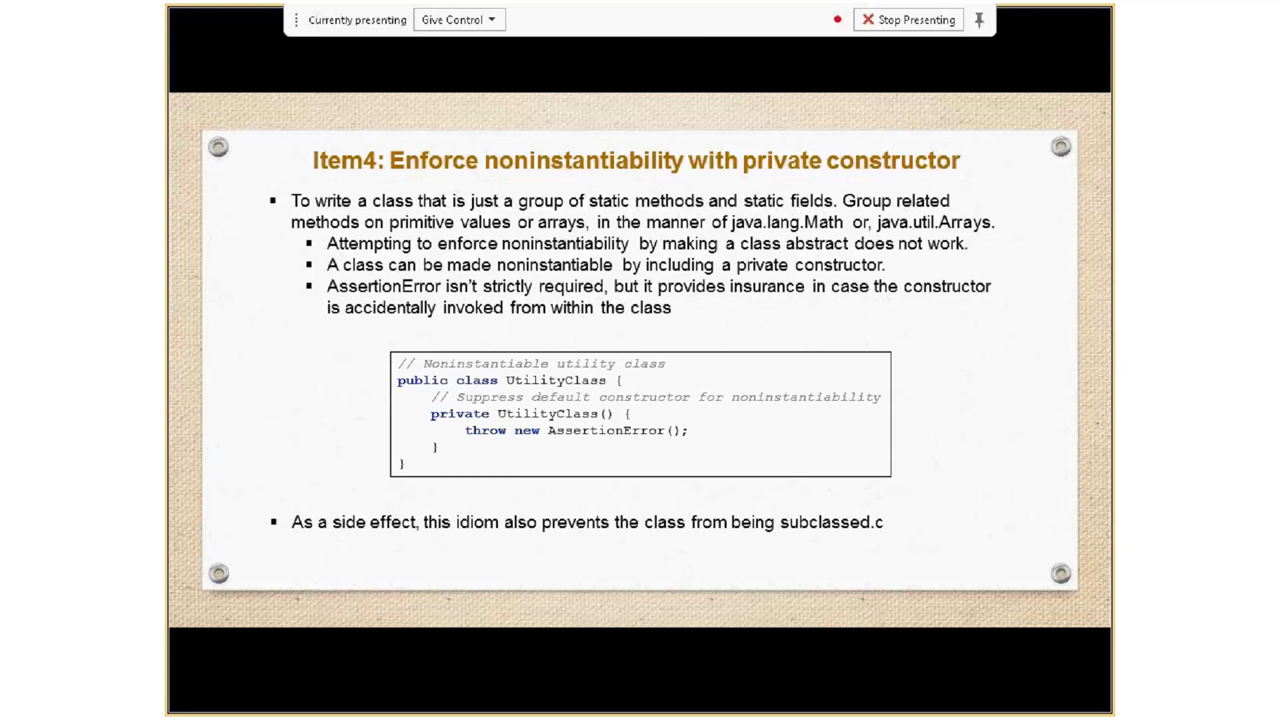 Currently presenting Give Control Stop Presenting
Item4: Enforce noninstantiability with private constructor
▪ To write a class that is just a group of static methods and static fields. Group related
methods on primitive values or arrays, in the manner of java.lang.Math or, java.util.Arrays.
▪ Attempting to enforce noninstantiability by making a class abstract does not work.
▪ A class can be made noninstantiable by including a private constructor.
▪ AssertionError isn't strictly required, but it provides insurance in case the constructor
is accidentally invoked from within the class
// Noninstantiable utility class
public class UtilityClass {
// Suppress default constructor for noninstantiability
private UtilityClass() {
throw new AssertionError();
}
}
▪ As a side effect, this idiom also prevents the class from being subclassed.c